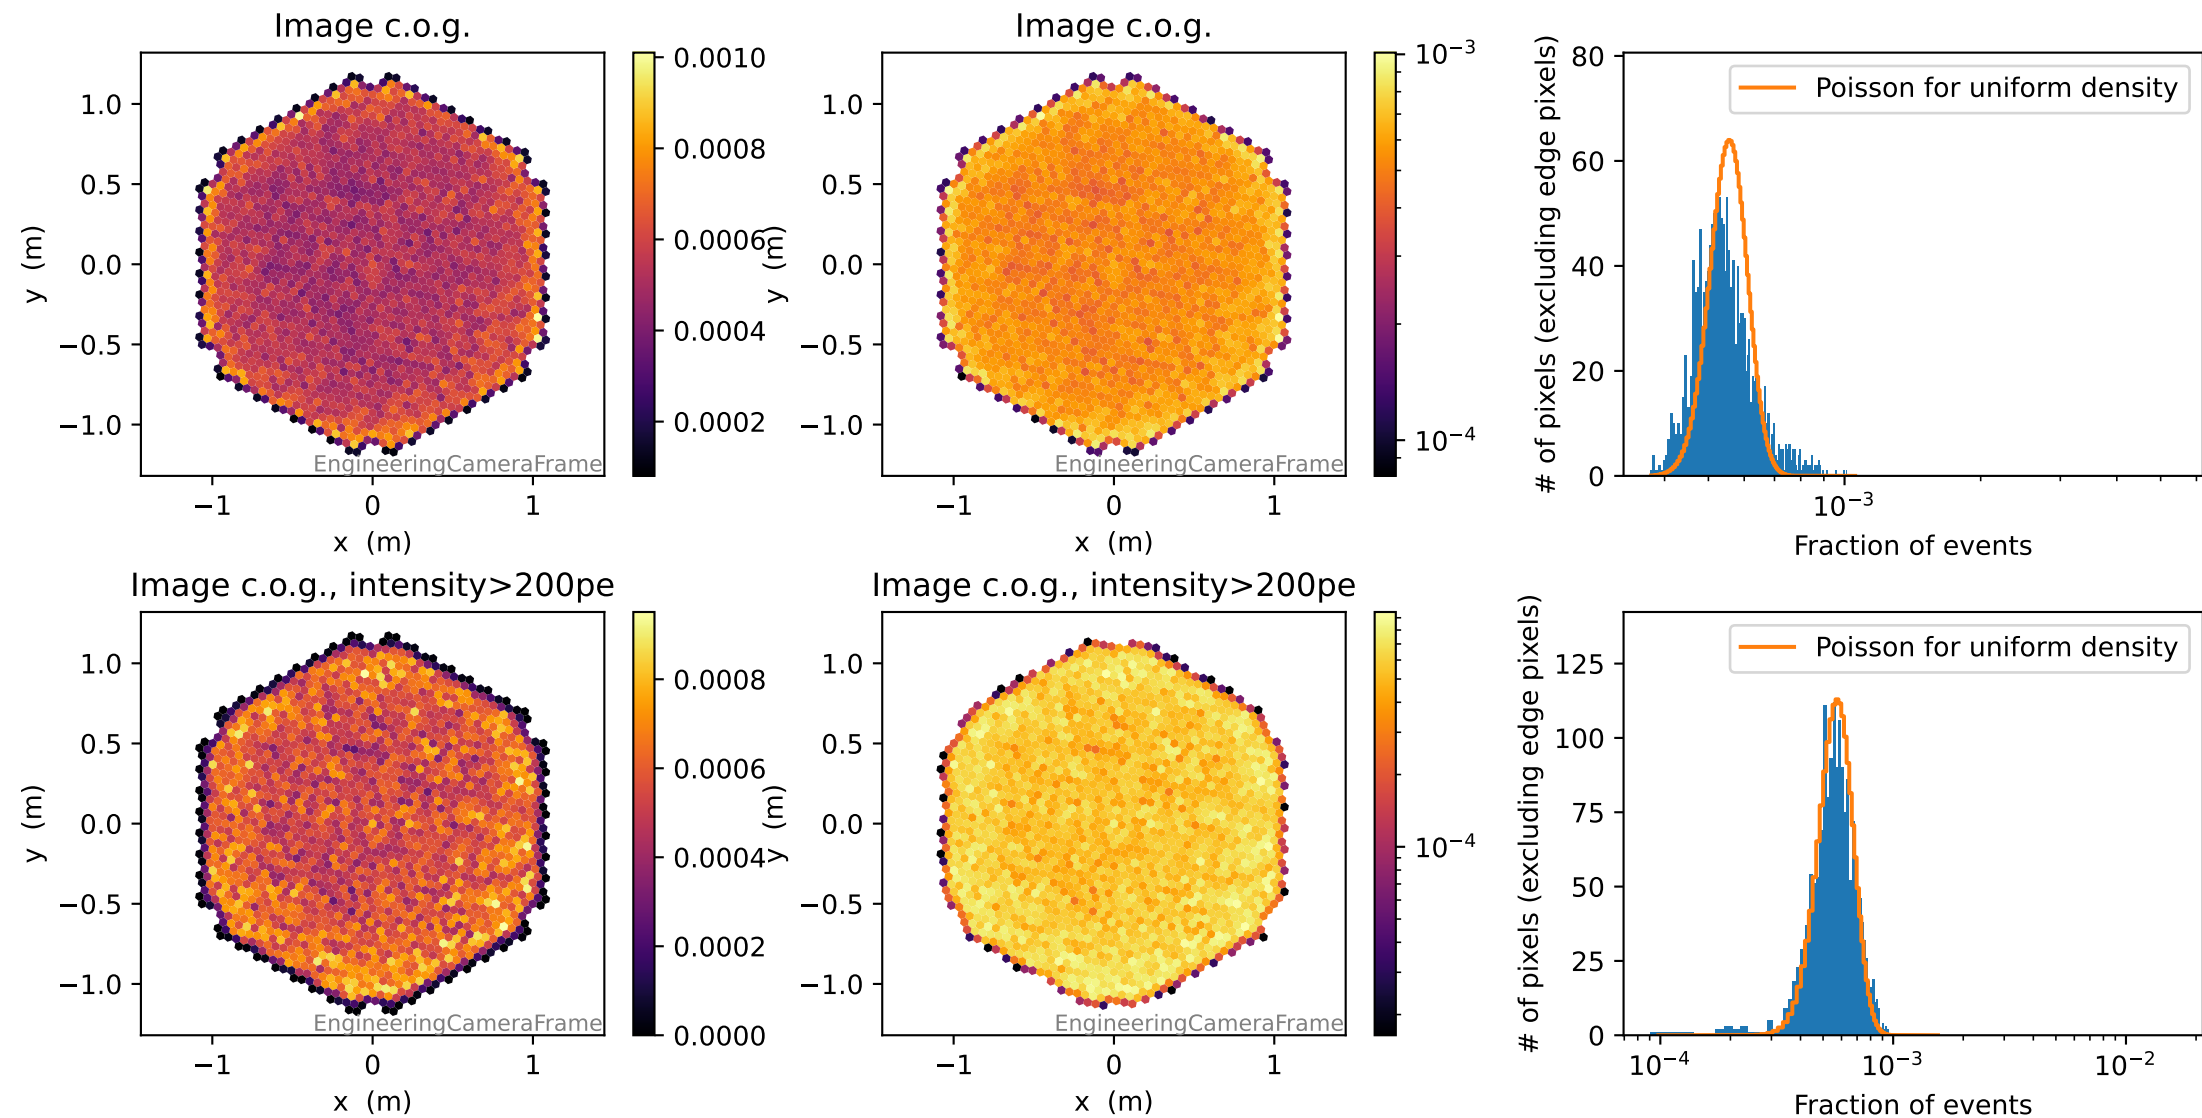 Image c.o.g.
1.0
0.5
0.0
−0.5
−1.0
y (m)
−1
0
1
x (m)
EngineeringCameraFrame
0.0010
0.0008
0.0006
0.0004
0.0002
Image c.o.g.
1.0
0.5
0.0
−0.5
−1.0
y (m)
−1
0
1
x (m)
EngineeringCameraFrame
10⁻³
10⁻⁴
80
60
40
20
0
# of pixels (excluding edge pixels)
Poisson for uniform density
10⁻³
Fraction of events
Image c.o.g., intensity>200pe
1.0
0.5
0.0
−0.5
−1.0
y (m)
−1
0
1
x (m)
EngineeringCameraFrame
0.0008
0.0006
0.0004
0.0002
0.0000
Image c.o.g., intensity>200pe
1.0
0.5
0.0
−0.5
−1.0
y (m)
−1
0
1
x (m)
EngineeringCameraFrame
10⁻⁴
125
100
75
50
25
0
# of pixels (excluding edge pixels)
Poisson for uniform density
10⁻⁴
10⁻³
10⁻²
Fraction of events